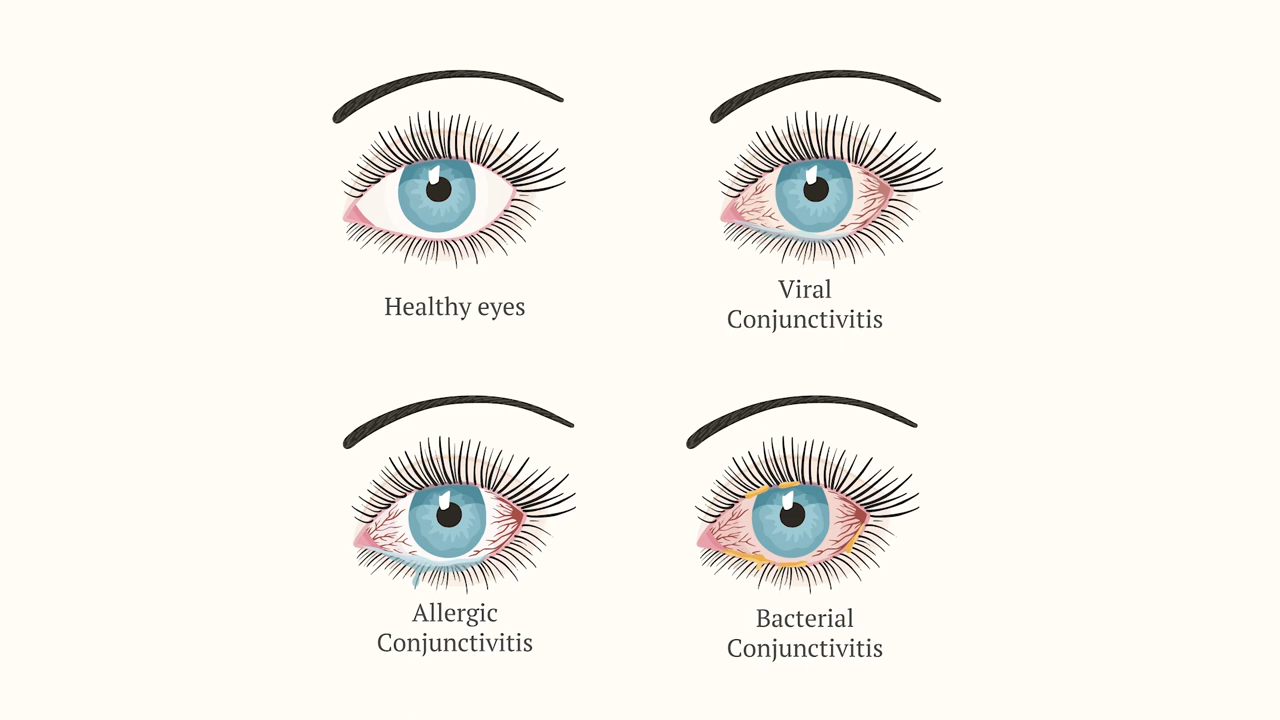 Healthy eyes
Viral
Conjunctivitis
Allergic
Conjunctivitis
Bacterial
Conjunctivitis